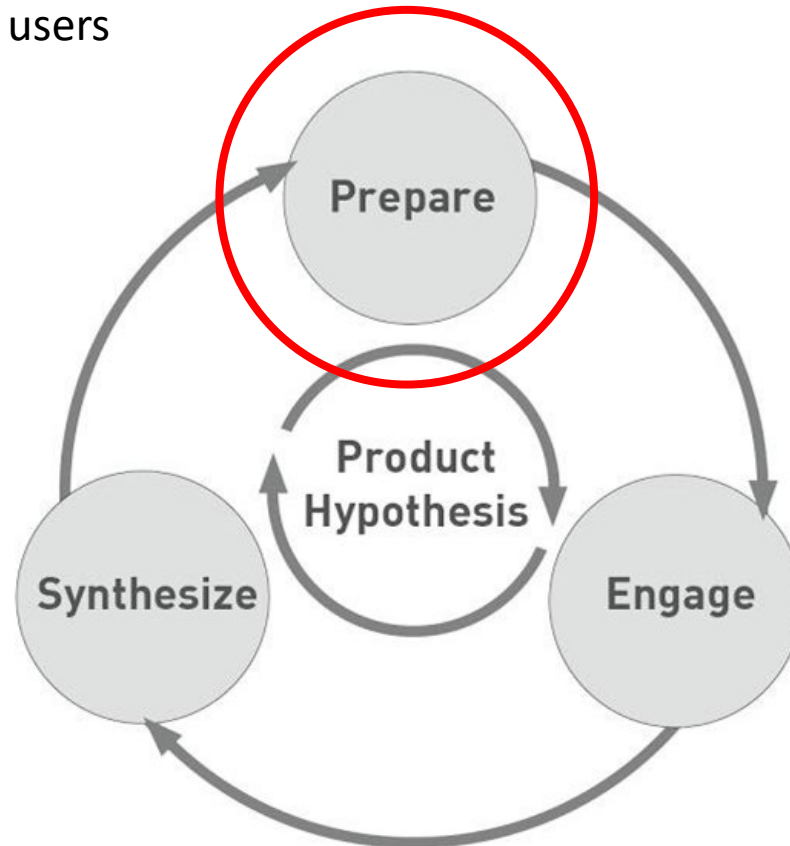 users
Prepare
Product
Hypothesis
Synthesize
Engage